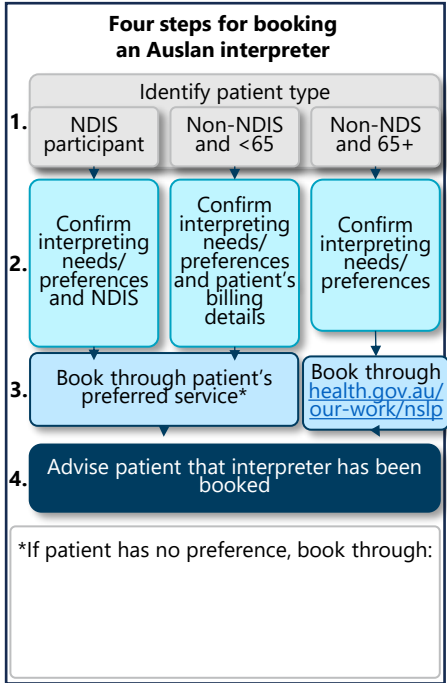 Four steps for booking
an Auslan interpreter
Identify patient type
1.
NDIS
participant
Non-NDIS
and <65
Non-NDS
and 65+
2.
Confirm
interpreting
needs/
preferences
and NDIS
Confirm
interpreting
needs/
preferences
and patient's
billing
details
Confirm
interpreting
needs/
preferences
3.
Book through patient's
preferred service*
Book through
health.gov.au/
our-work/nslp
4.
Advise patient that interpreter has been
booked
*If patient has no preference, book through: